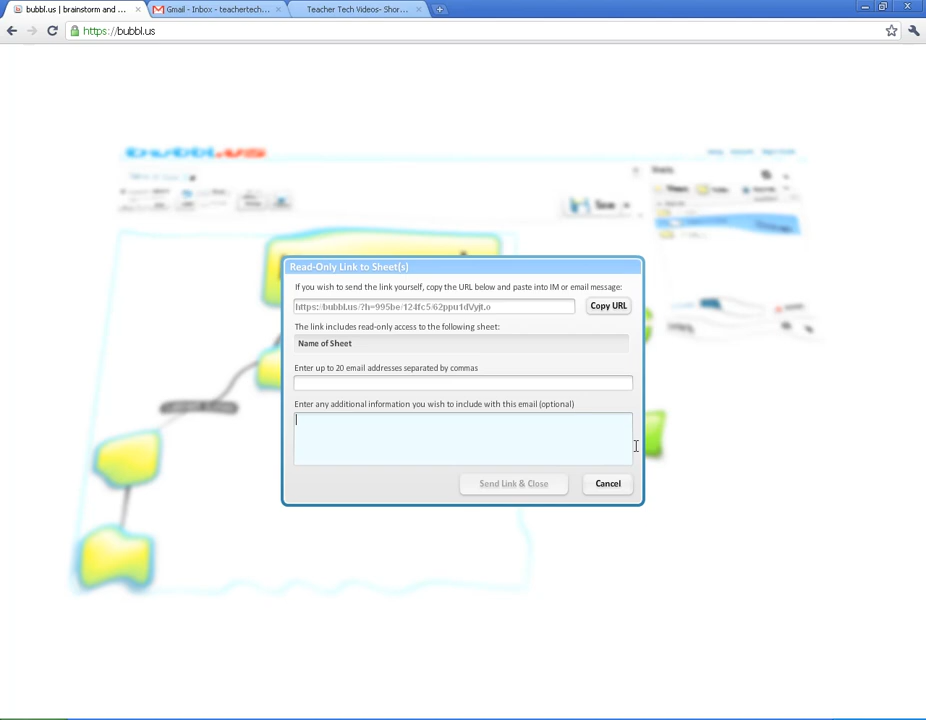 bubbl.us | brainstorm and ...
Gmail - Inbox - teachertech...
Teacher Tech Videos- Shor...
https://bubbl.us
Read-Only Link to Sheet(s)
If you wish to send the link yourself, copy the URL below and paste into IM or email message:
Copy URL
The link includes read-only access to the following sheet:
Name of Sheet
Enter up to 20 email addresses separated by commas
Enter any additional information you wish to include with this email (optional)
Send Link & Close
Cancel